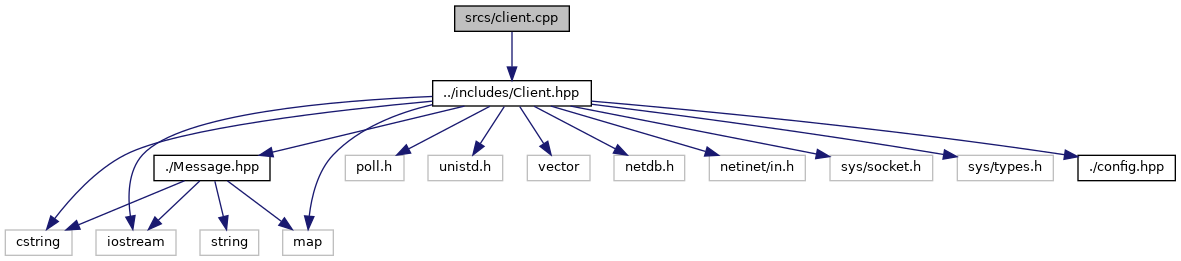 srcs/client.cpp
../includes/Client.hpp
./Message.hpp
poll.h
unistd.h
vector
netdb.h
netinet/in.h
sys/socket.h
sys/types.h
./config.hpp
cstring
iostream
string
map